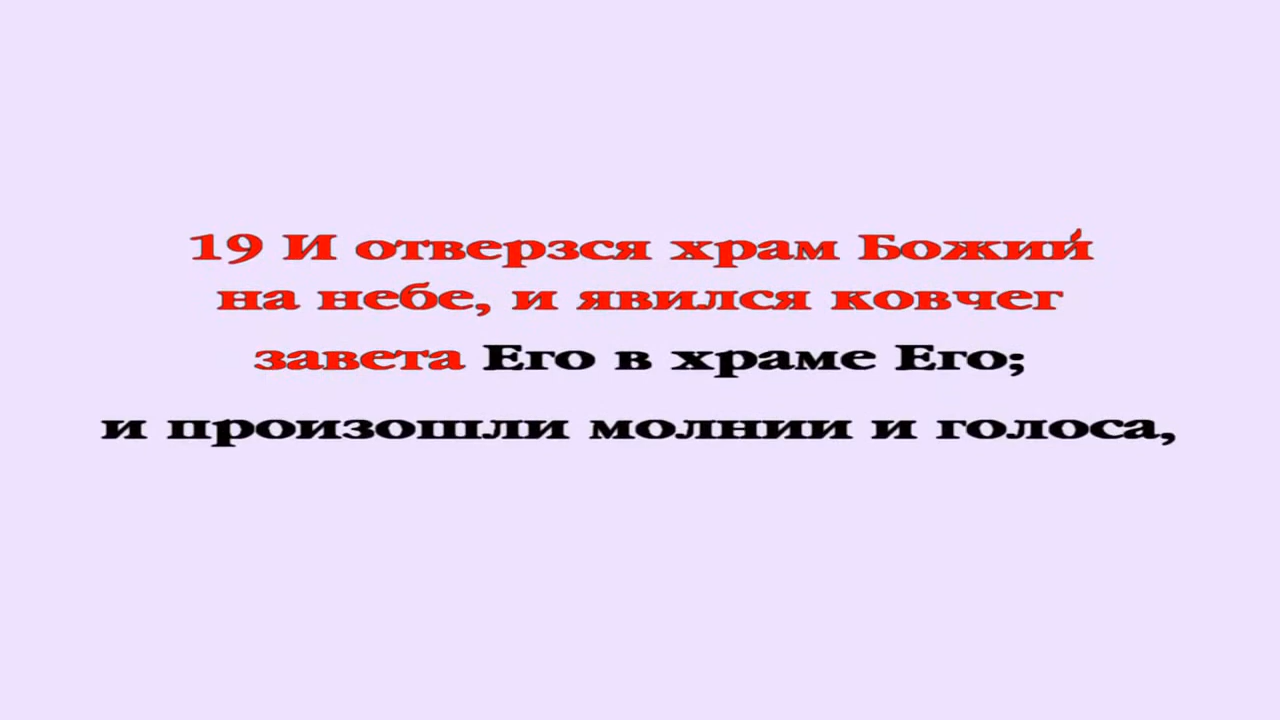 19 И отверзся храм Божий
на небе, и явился ковчег
завета Его в храме Его;
и произошли молнии и голоса,